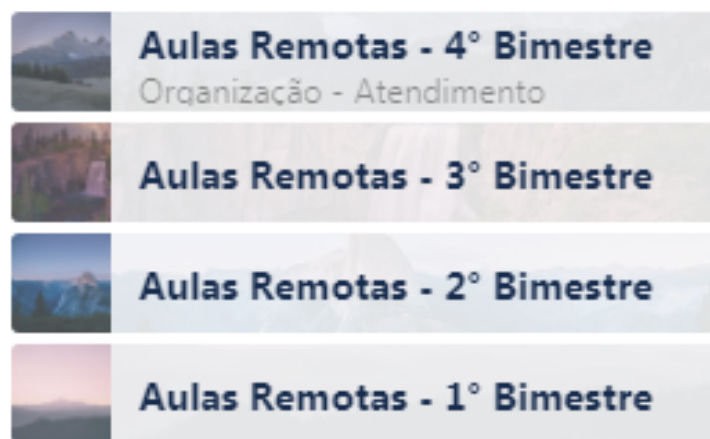 Aulas Remotas - 4° Bimestre
Organização - Atendimento
Aulas Remotas - 3° Bimestre
Aulas Remotas - 2° Bimestre
Aulas Remotas - 1° Bimestre